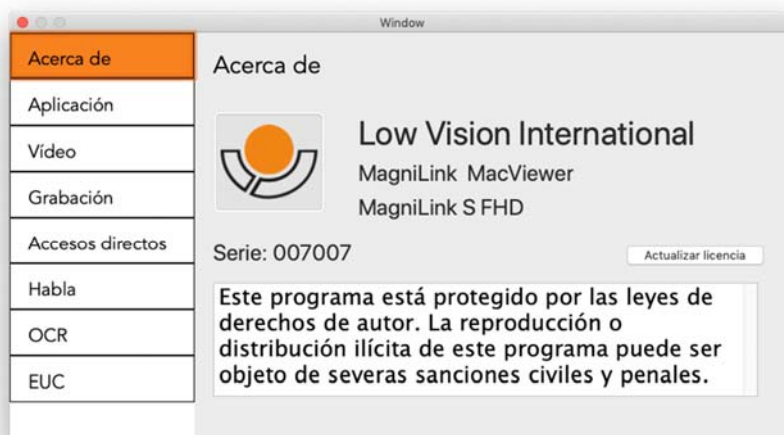 Window
Acerca de
Aplicación
Vídeo
Grabación
Accesos directos
Habla
OCR
EUC
Acerca de
Low Vision International
MagniLink MacViewer
MagniLink S FHD
Serie: 007007
Actualizar licencia
Este programa está protegido por las leyes de
derechos de autor. La reproducción o
distribución ilícita de este programa puede ser
objeto de severas sanciones civiles y penales.